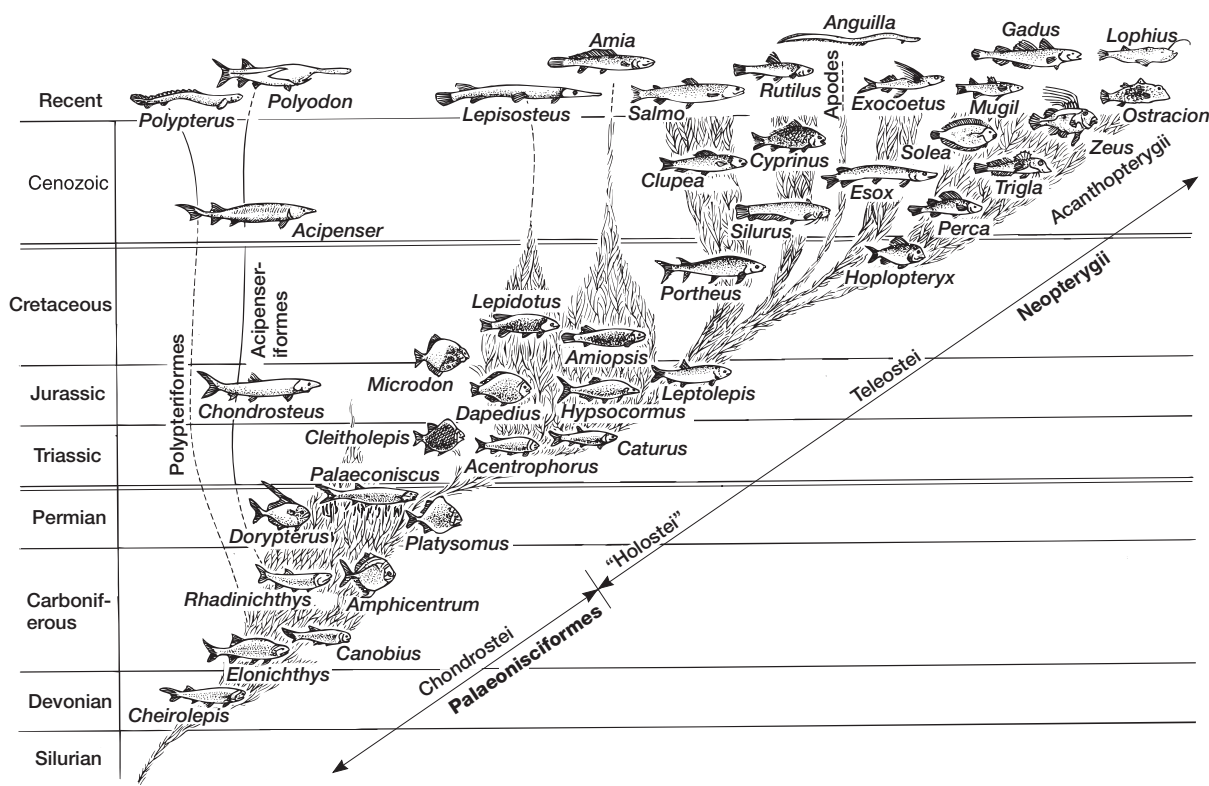 Anguilla
Gadus
Lophius
Amia
Polyodon
Rutilus
Apodes
Exocoetus
Mugil
Recent
Polypterus
Lepisosteus
Salmo
Ostracion
Cyprinus
Solea
Zeus
Cenozoic
Clupea
Esox
Trigla
Acanthopterygii
Acipenser
Silurus
Perca
Hoplopteryx
Portheus
Neopterygii
Cretaceous
Acipenser-
iformes
Lepidotus
Amiopsis
Polypteriformes
Microdon
Teleostei
Jurassic
Chondrosteus
Dapedius
Hypsocormus
Leptolepis
Cleitholepis
Triassic
Acentrophorus
Caturus
Palaeoniscus
Permian
Dorypterus
Platysomus
"Holostei"
Carbonif-
erous
Rhadinichthys
Amphicentrum
Canobius
Chondrostei
Palaeonisciformes
Elonichthys
Devonian
Cheirolepis
Silurian